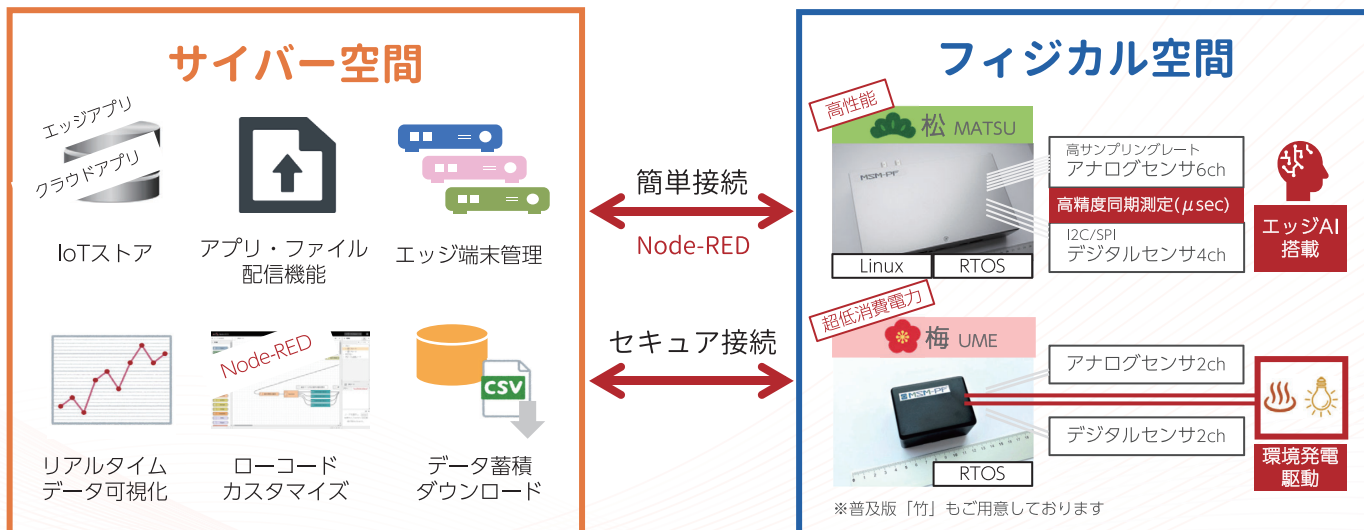 サイバー空間
エッジアプリ
クラウドアプリ
IoTストア
アプリ・ファイル
配信機能
エッジ端末管理
リアルタイム
データ可視化
Node-RED
ローコード
カスタマイズ
CSV
データ蓄積
ダウンロード
簡単接続
Node-RED
セキュア接続
フィジカル空間
高性能
松 MATSU
MSM-PF
Linux
RTOS
高サンプリングレート
アナログセンサ6ch
高精度同期測定(μsec)
I2C/SPI
デジタルセンサ4ch
エッジAI
搭載
超低消費電力
梅 UME
MSM-PF
RTOS
アナログセンサ2ch
デジタルセンサ2ch
環境発電
駆動
※普及版「竹」もご用意しております